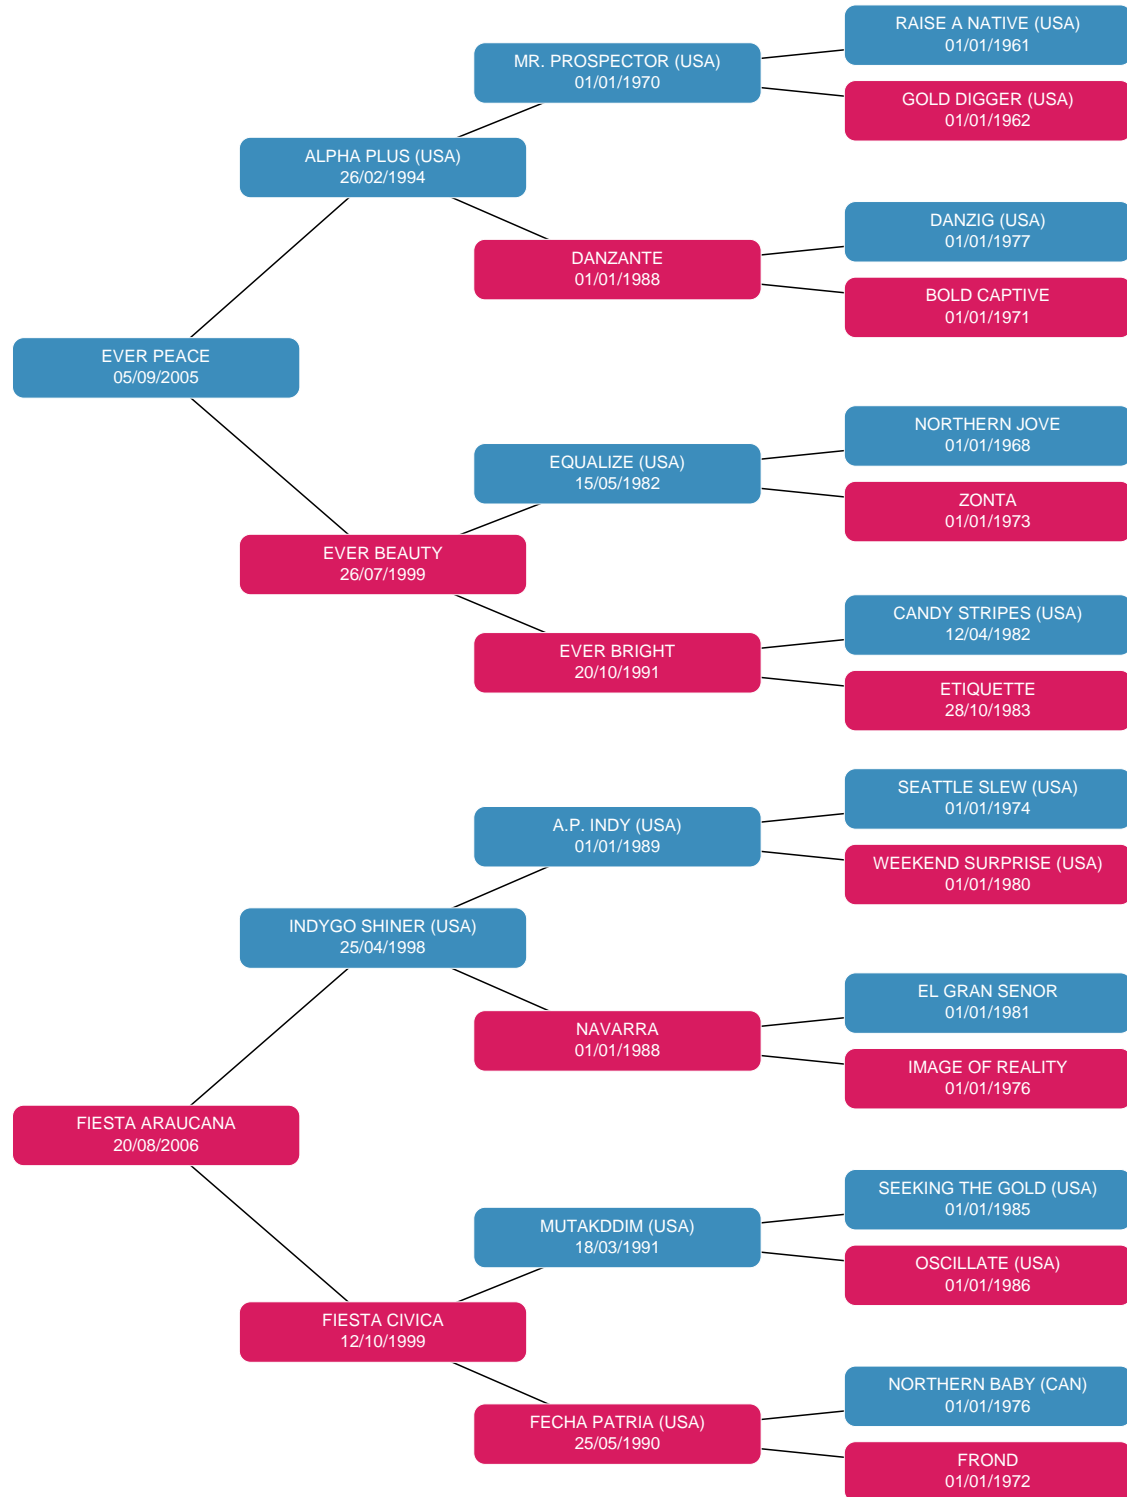 RAISE A NATIVE (USA)
01/01/1961
MR. PROSPECTOR (USA)
01/01/1970
GOLD DIGGER (USA)
01/01/1962
ALPHA PLUS (USA)
26/02/1994
DANZIG (USA)
01/01/1977
DANZANTE
01/01/1988
BOLD CAPTIVE
01/01/1971
EVER PEACE
05/09/2005
NORTHERN JOVE
01/01/1968
EQUALIZE (USA)
15/05/1982
ZONTA
01/01/1973
EVER BEAUTY
26/07/1999
CANDY STRIPES (USA)
12/04/1982
EVER BRIGHT
20/10/1991
ETIQUETTE
28/10/1983
SEATTLE SLEW (USA)
01/01/1974
A.P. INDY (USA)
01/01/1989
WEEKEND SURPRISE (USA)
01/01/1980
INDYGO SHINER (USA)
25/04/1998
EL GRAN SENOR
01/01/1981
NAVARRA
01/01/1988
IMAGE OF REALITY
01/01/1976
FIESTA ARAUCANA
20/08/2006
SEEKING THE GOLD (USA)
01/01/1985
MUTAKDDIM (USA)
18/03/1991
OSCILLATE (USA)
01/01/1986
FIESTA CIVICA
12/10/1999
NORTHERN BABY (CAN)
01/01/1976
FECHA PATRIA (USA)
25/05/1990
FROND
01/01/1972